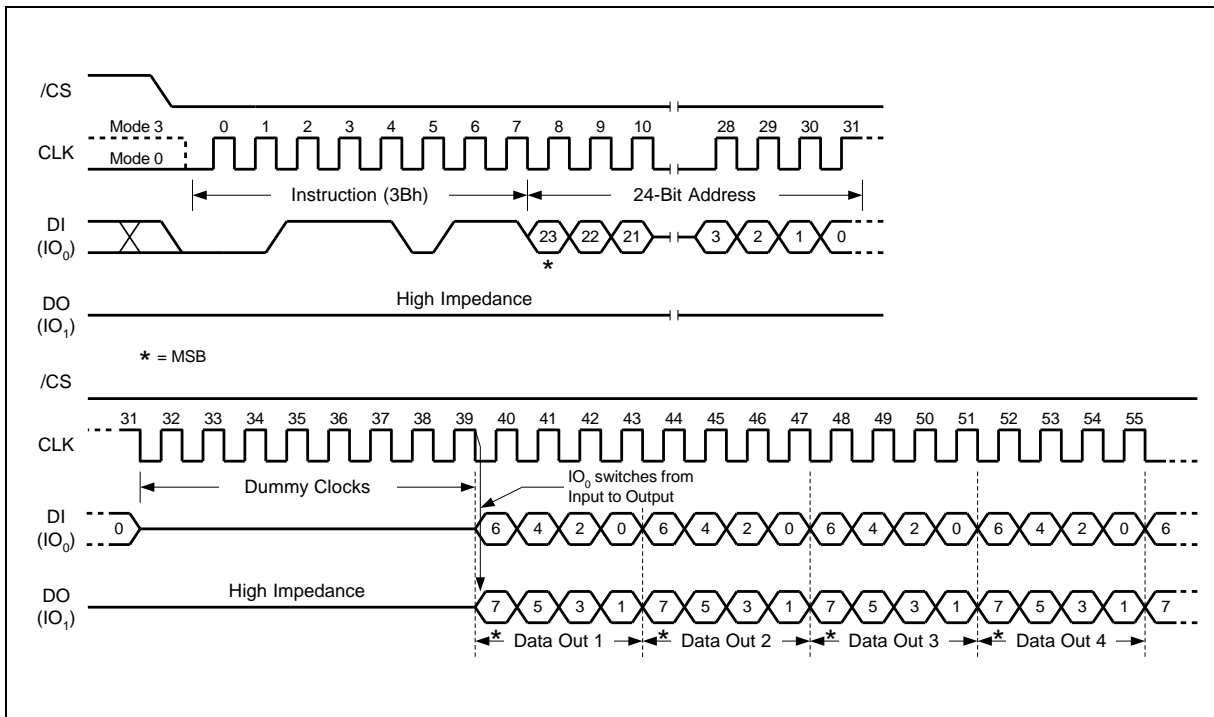 /CS
Mode 3 0 1 2 3 4 5 6 7 8 9 10 28 29 30 31
CLK Mode 0
Instruction (3Bh) 24-Bit Address
DI
(IO0) 23 22 21 3 2 1 0
*
DO High Impedance
(IO1)
* = MSB
/CS
31 32 33 34 35 36 37 38 39 40 41 42 43 44 45 46 47 48 49 50 51 52 53 54 55
CLK
Dummy Clocks
IO0 switches from
Input to Output
DI
(IO0) 0 6 4 2 0 6 4 2 0 6 4 2 0 6 4 2 0 6
DO High Impedance
(IO1) 7 5 3 1 7 5 3 1 7 5 3 1 7 5 3 1 7
* Data Out 1 * Data Out 2 * Data Out 3 * Data Out 4